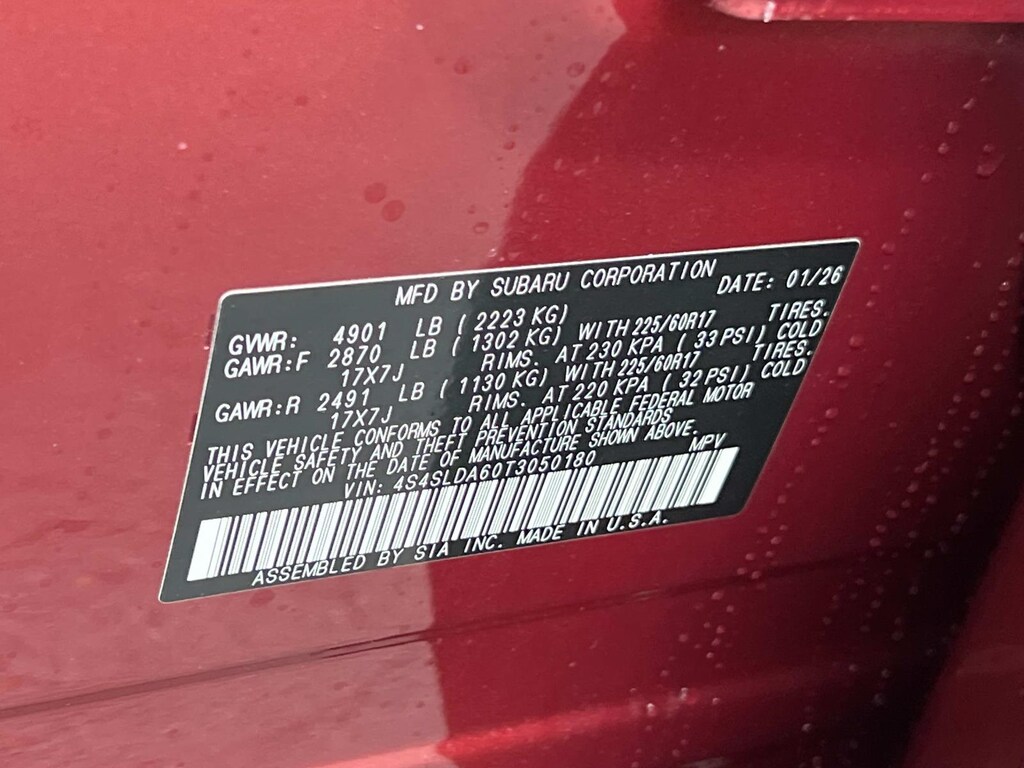 MFD BY SUBARU CORPORATION DATE: 01/26
GVWR: 4901 LB ( 2223 KG)
GAWR:F 2870 LB ( 1302 KG) WITH 225/60R17 TIRES.
17X7J RIMS. AT 230 KPA ( 33 PSI) COLD
GAWR:R 2491 LB ( 1130 KG) WITH 225/60R17 TIRES.
17X7J RIMS. AT 220 KPA ( 32 PSI) COLD
THIS VEHICLE CONFORMS TO ALL APPLICABLE FEDERAL MOTOR
VEHICLE SAFETY AND THEFT PREVENTION STANDARDS
IN EFFECT ON THE DATE OF MANUFACTURE SHOWN ABOVE.
VIN: 4S4SLDA60T3050180 MPV
ASSEMBLED BY SIA INC. MADE IN U.S.A.